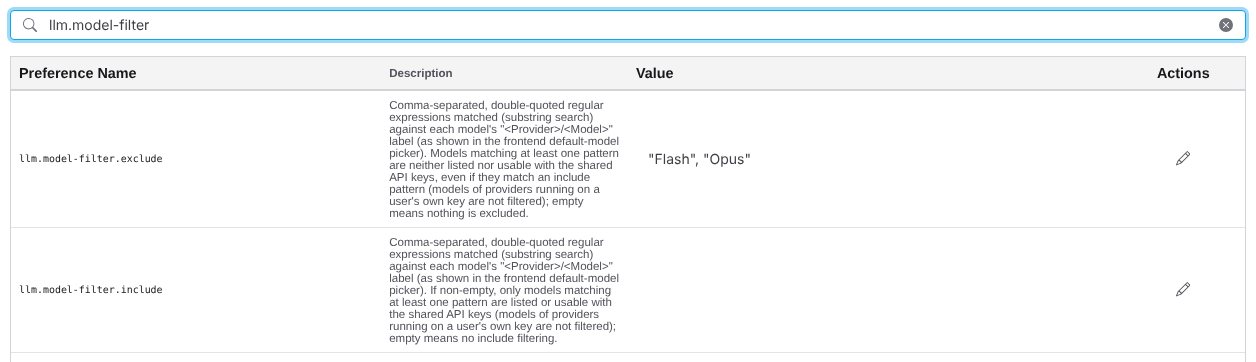 llm.model-filter
Preference Name Description Value Actions
Comma-separated, double-quoted regular
expressions matched (substring search)
against each model's "<Provider>/<Model>"
label (as shown in the frontend default-model
picker). Models matching at least one pattern
llm.model-filter.exclude are neither listed nor usable with the shared "Flash", "Opus"
API keys, even if they match an include
pattern (models of providers running on a
user's own key are not filtered); empty
means nothing is excluded.
Comma-separated, double-quoted regular
expressions matched (substring search)
against each model's "<Provider>/<Model>"
label (as shown in the frontend default-model
llm.model-filter.include picker). If non-empty, only models matching
at least one pattern are listed or usable with
the shared API keys (models of providers
running on a user's own key are not filtered);
empty means no include filtering.